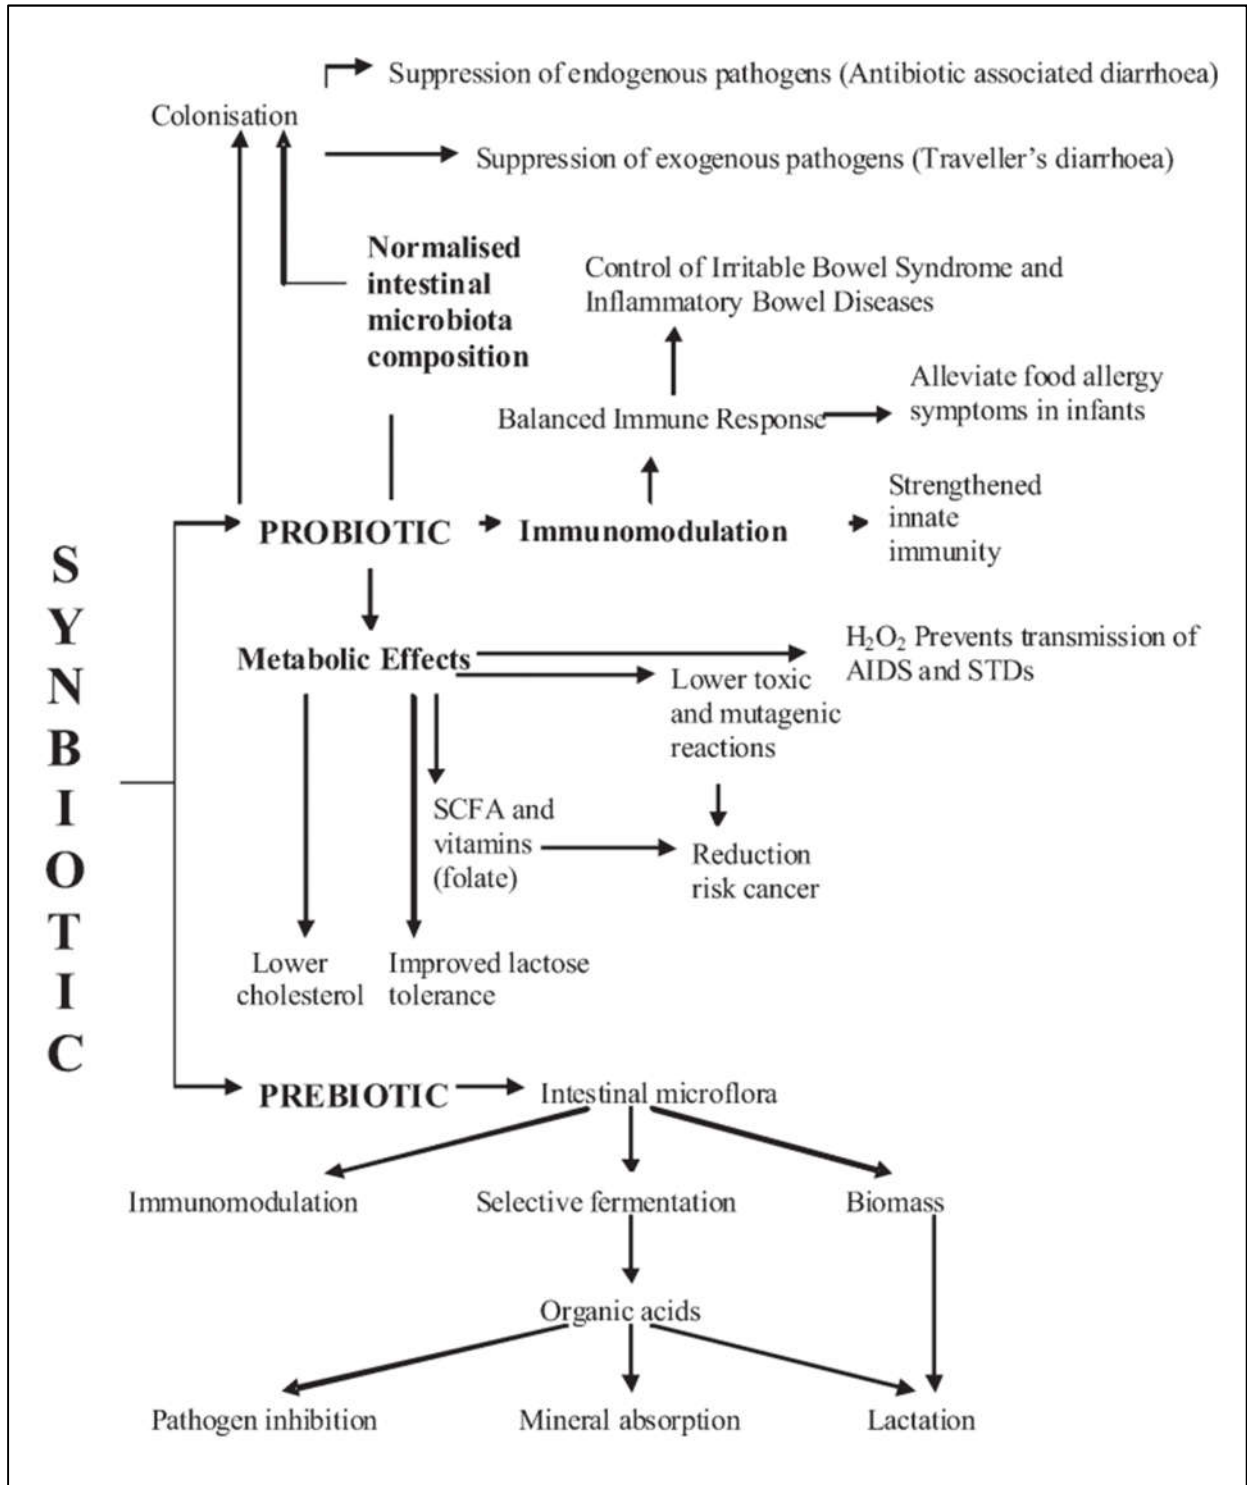 Suppression of endogenous pathogens (Antibiotic associated diarrhoea)
Colonisation
Suppression of exogenous pathogens (Traveller's diarrhoea)
Normalised
intestinal
microbiota
composition
Control of Irritable Bowel Syndrome and
Inflammatory Bowel Diseases
Alleviate food allergy
symptoms in infants
Balanced Immune Response
Strengthened
innate
immunity
PROBIOTIC
Immunomodulation
SYNBIOTIC
H₂O₂ Prevents transmission of
AIDS and STDs
Metabolic Effects
Lower toxic
and mutagenic
reactions
SCFA and
vitamins
(folate)
Reduction
risk cancer
Lower
cholesterol
Improved lactose
tolerance
PREBIOTIC
Intestinal microflora
Immunomodulation
Selective fermentation
Biomass
Organic acids
Pathogen inhibition
Mineral absorption
Lactation